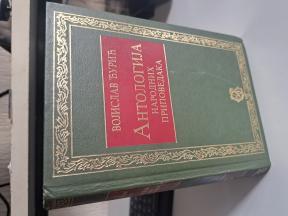 ВОЈИСЛАВ ЂУРИЋ
АНТОЛОГИЈА
НАРОДНИХ
ПРИПОВЕДАКА